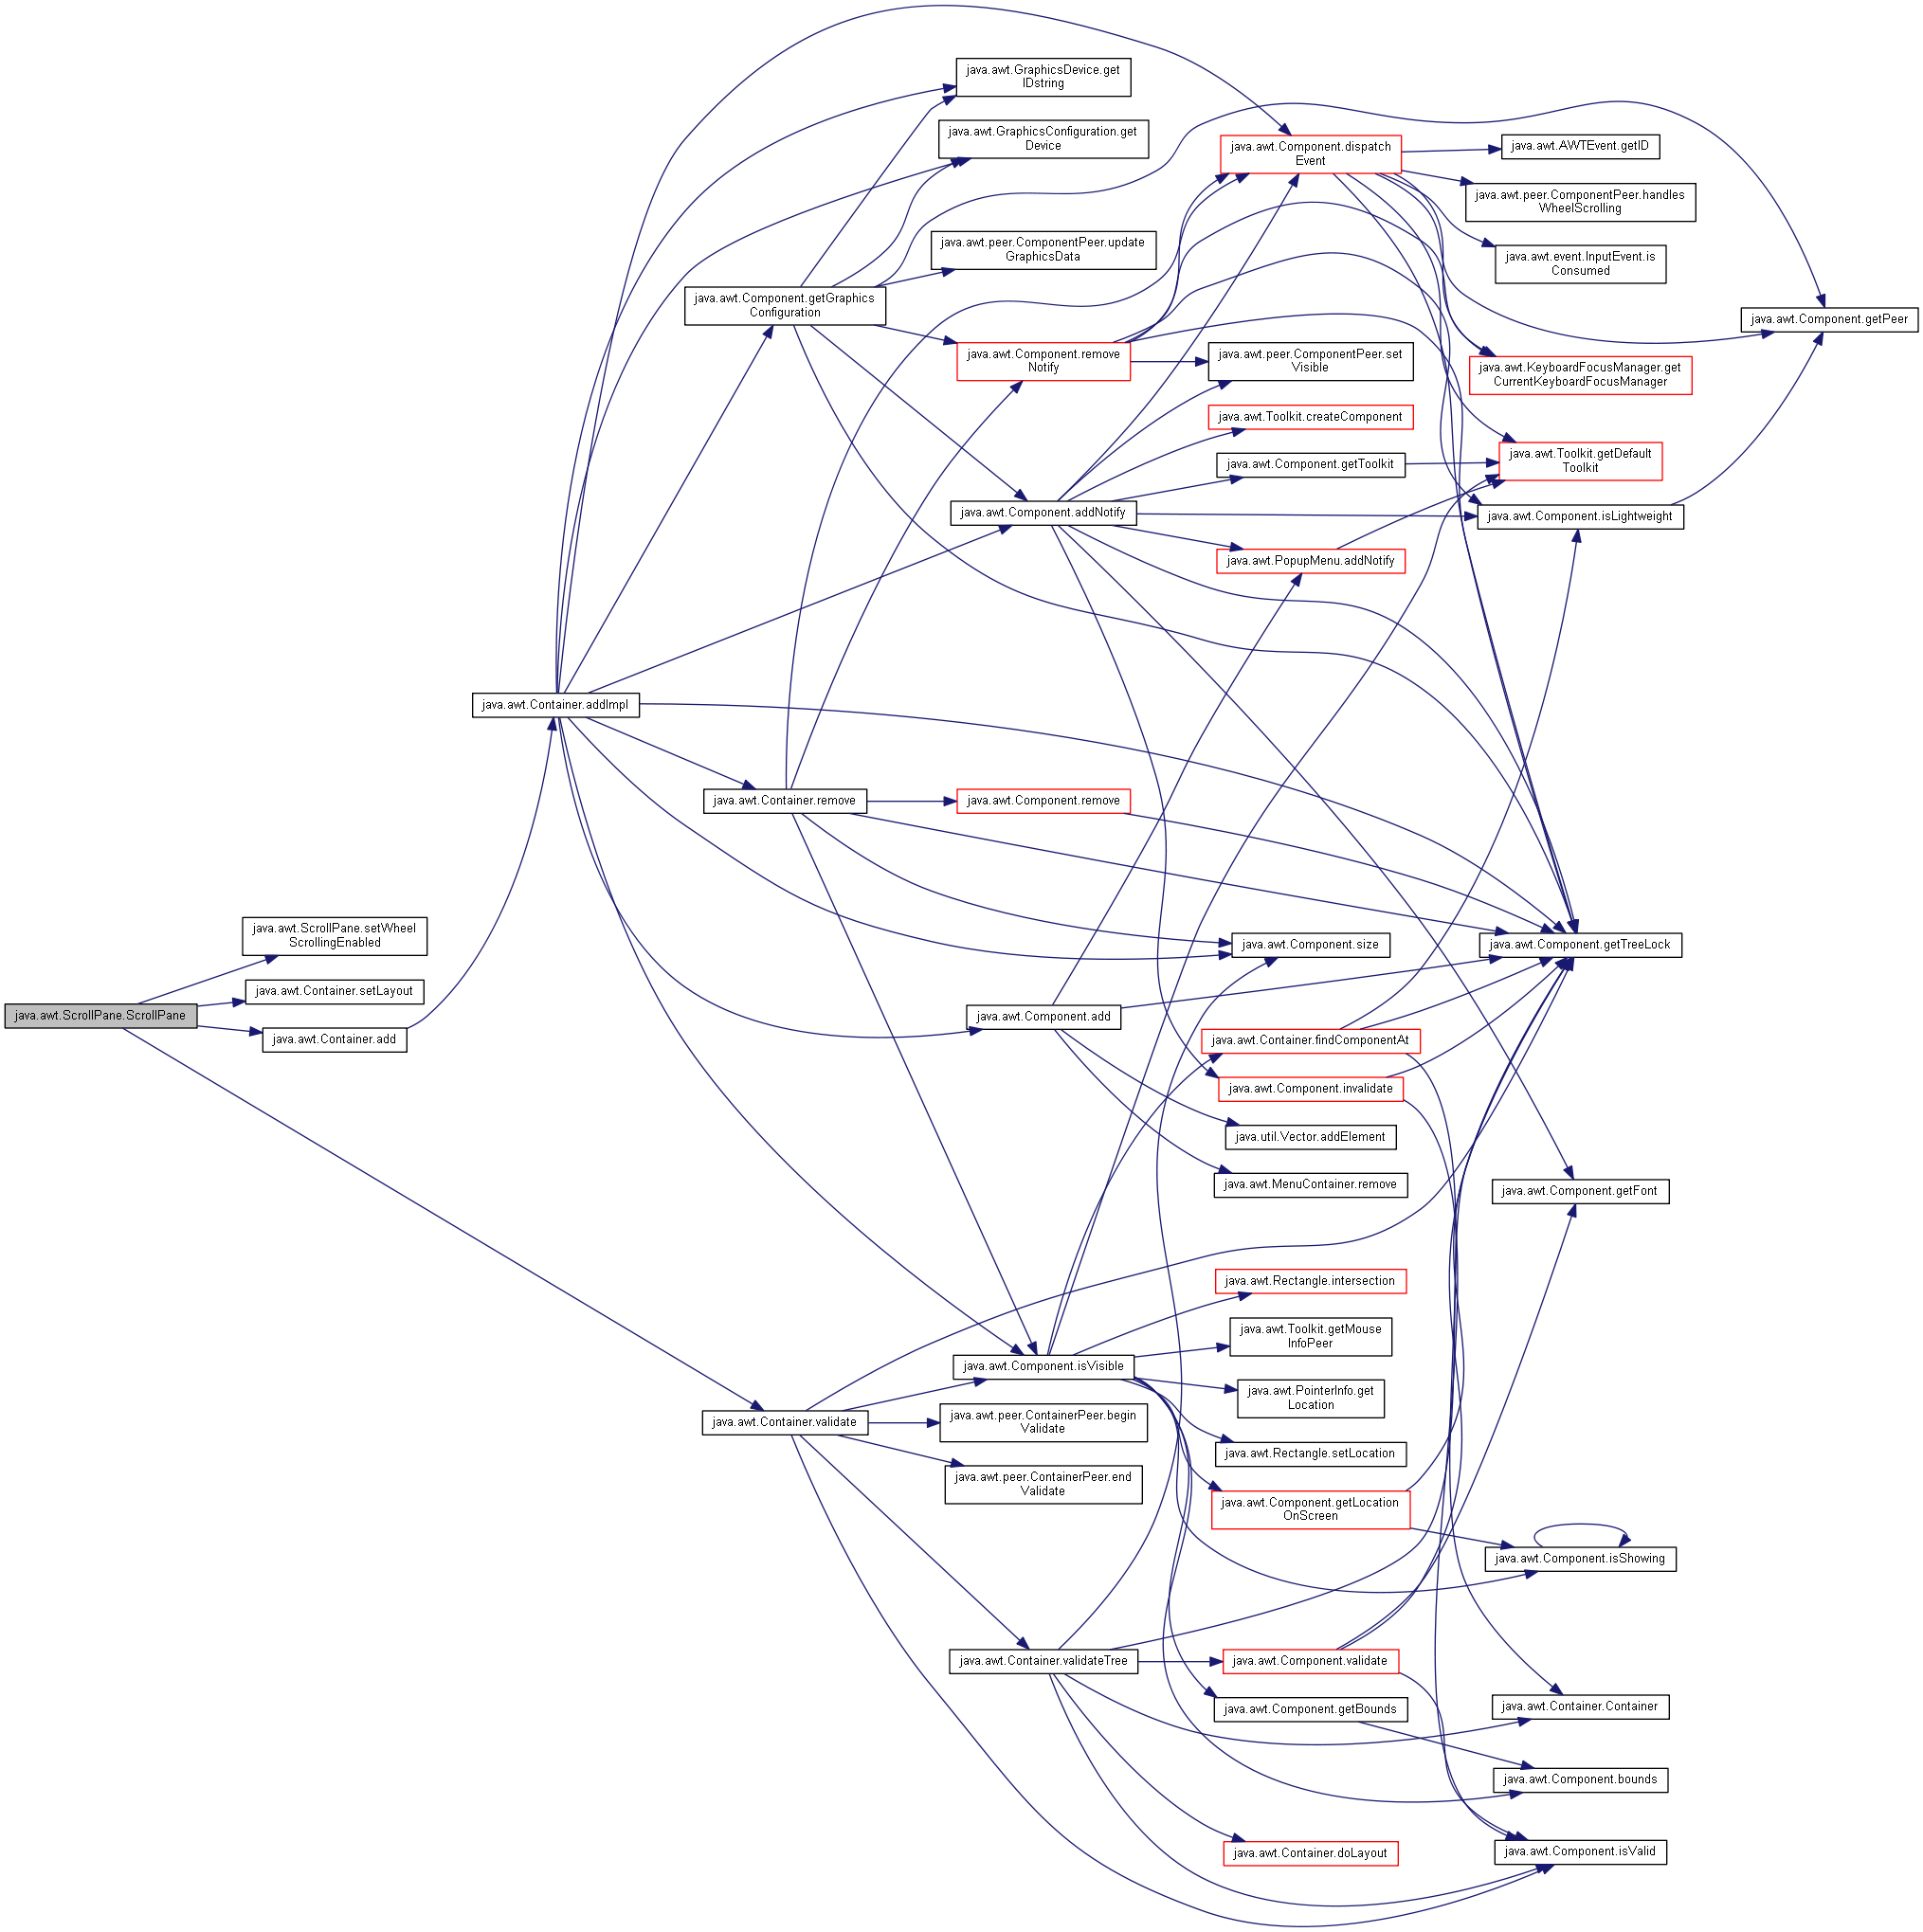 java.awt.ScrollPane.ScrollPane
java.awt.ScrollPane.setWheel
ScrollingEnabled
java.awt.Container.setLayout
java.awt.Container.add
java.awt.Container.addImpl
java.awt.Component.getGraphics
Configuration
java.awt.Container.remove
java.awt.Container.validate
java.awt.GraphicsDevice.get
IDstring
java.awt.GraphicsConfiguration.get
Device
java.awt.peer.ComponentPeer.update
GraphicsData
java.awt.Component.remove
Notify
java.awt.Component.addNotify
java.awt.Component.remove
java.awt.Component.add
java.awt.Component.isVisible
java.awt.peer.ContainerPeer.begin
Validate
java.awt.peer.ContainerPeer.end
Validate
java.awt.Container.validateTree
java.awt.Component.dispatch
Event
java.awt.peer.ComponentPeer.set
Visible
java.awt.Toolkit.createComponent
java.awt.Component.getToolkit
java.awt.PopupMenu.addNotify
java.awt.Component.size
java.awt.Container.findComponentAt
java.awt.Component.invalidate
java.util.Vector.addElement
java.awt.MenuContainer.remove
java.awt.Rectangle.intersection
java.awt.Toolkit.getMouse
InfoPeer
java.awt.PointerInfo.get
Location
java.awt.Rectangle.setLocation
java.awt.Component.getLocation
OnScreen
java.awt.Component.validate
java.awt.Component.getBounds
java.awt.Container.doLayout
java.awt.AWTEvent.getID
java.awt.peer.ComponentPeer.handles
WheelScrolling
java.awt.event.InputEvent.is
Consumed
java.awt.Component.getPeer
java.awt.KeyboardFocusManager.get
CurrentKeyboardFocusManager
java.awt.Toolkit.getDefault
Toolkit
java.awt.Component.isLightweight
java.awt.Component.getTreeLock
java.awt.Component.getFont
java.awt.Component.isShowing
java.awt.Container.Container
java.awt.Component.bounds
java.awt.Component.isValid